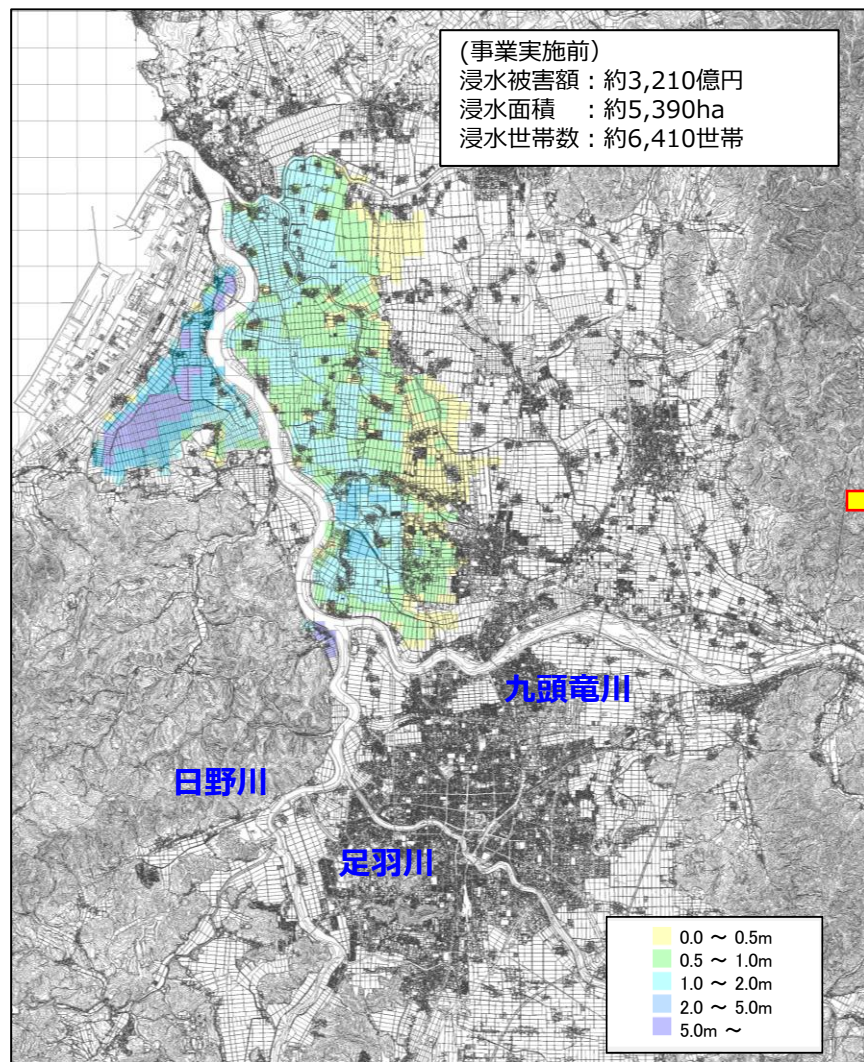 (事業実施前）
浸水被害額：約3,210億円
浸水面積　：約5,390ha
浸水世帯数：約6,410世帯
九頭竜川
日野川
足羽川
0.0 ～ 0.5m
0.5 ～ 1.0m
1.0 ～ 2.0m
2.0 ～ 5.0m
5.0m ～